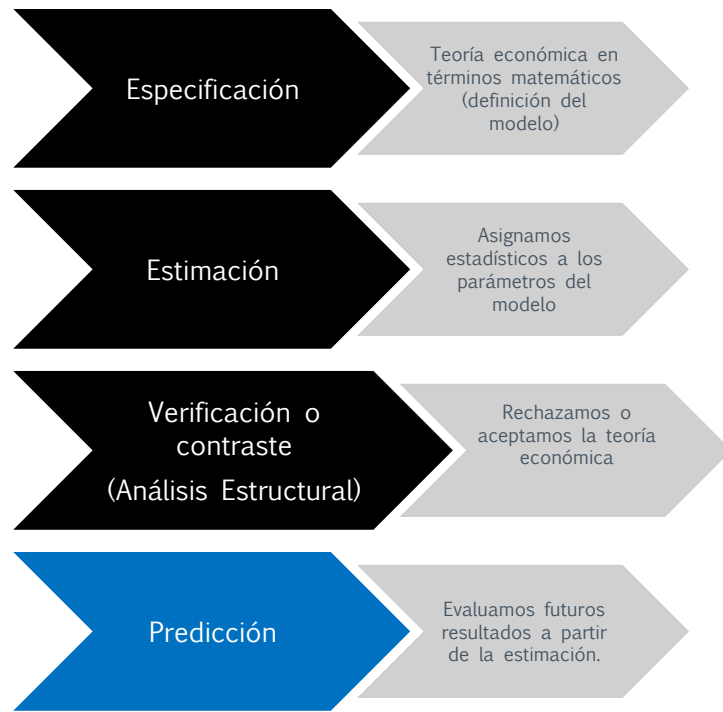 Especificación
Teoría económica en
términos matemáticos
(definición del
modelo)
Estimación
Asignamos
estadísticos a los
parámetros del
modelo
Verificación o
contraste
(Análisis Estructural)
Rechazamos o
aceptamos la teoría
económica
Predicción
Evaluamos futuros
resultados a partir
de la estimación.